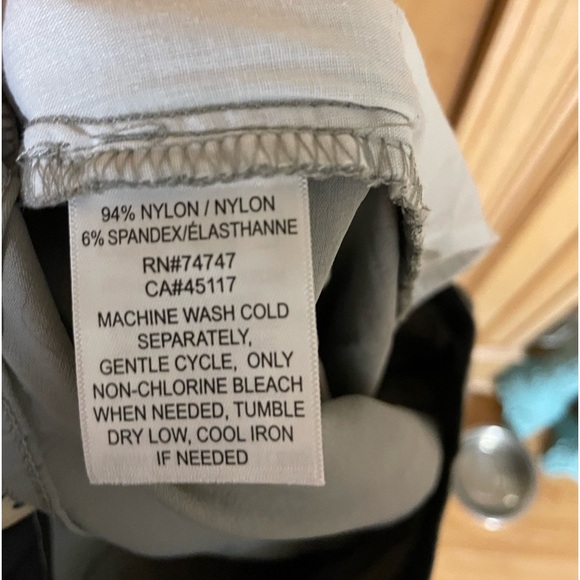 94% NYLON / NYLON
6% SPANDEX/ÉLASTHANNE
RN#74747
CA#45117
MACHINE WASH COLD
SEPARATELY,
GENTLE CYCLE, ONLY
NON-CHLORINE BLEACH
WHEN NEEDED, TUMBLE
DRY LOW, COOL IRON
IF NEEDED